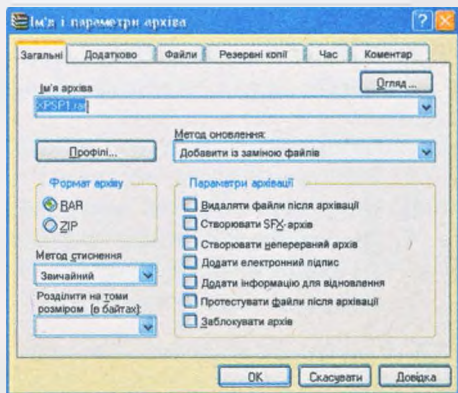 Ім'я і параметри архіва
Загальні Додатково Файли Резервні копії Час Коментар
Ім'я архіва
Огляд ...
XPSP1.rar
Профілі...
Метод оновлення:
Добавити із заміною файлів
Формат архіву
RAR
ZIP
Метод стиснення
Звичайний
Розділити на томи
розміром (в байтах):
Параметри архівації
Видаляти файли після архівації
Створювати SFX-архів
Створювати неперервний архів
Додати електронний підпис
Додати інформацію для відновлення
Протестувати файли після архівації
Заблокувати архів
OK Скасувати Довідка